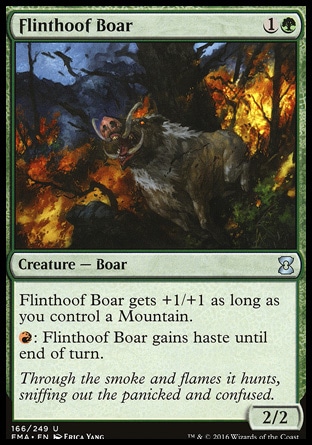 Flinthoof Boar 1
Creature — Boar
Flinthoof Boar gets +1/+1 as long as
you control a Mountain.
: Flinthoof Boar gains haste until
end of turn.
Through the smoke and flames it hunts,
sniffing out the panicked and confused.
2/2
166/249 U
EMA • EN Erica Yang
™ & © 2016 Wizards of the Coast